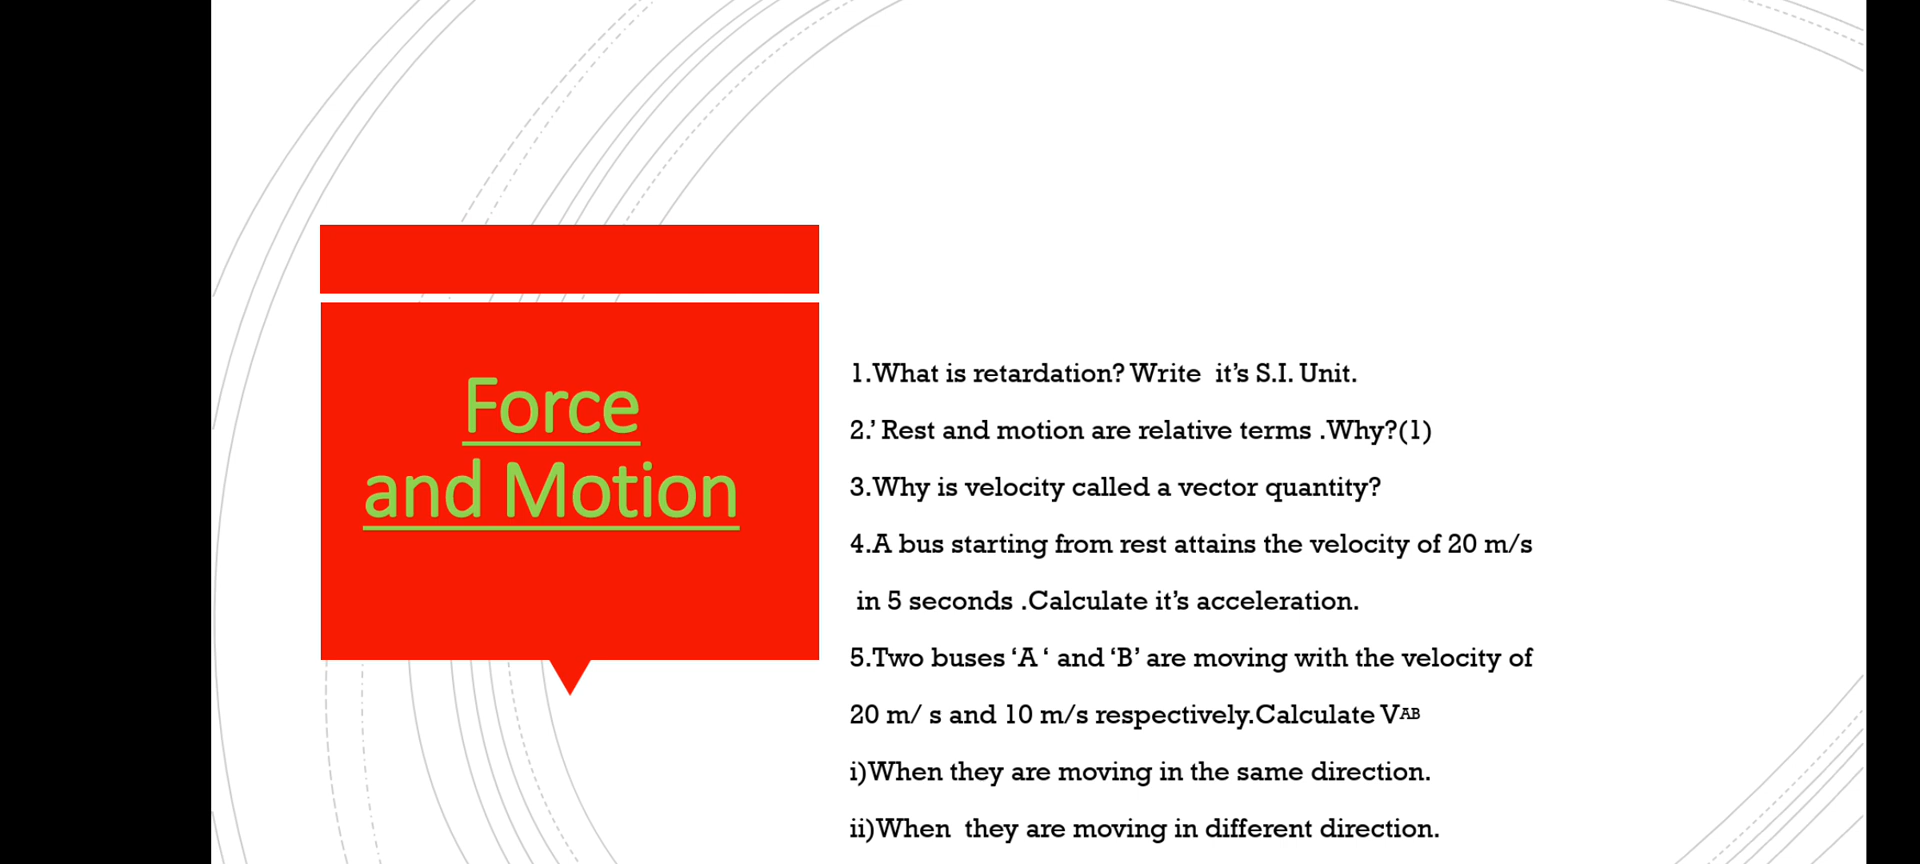 Force
and Motion
1.What is retardation? Write  it’s S.I. Unit.
2.’ Rest and motion are relative terms .Why?(1)
3.Why is velocity called a vector quantity?
4.A bus starting from rest attains the velocity of 20 m/s
in 5 seconds .Calculate it’s acceleration.
5.Two buses ‘A ‘ and ‘B’ are moving with the velocity of
20 m/ s and 10 m/s respectively.Calculate VAB
i)When they are moving in the same direction.
ii)When  they are moving in different direction.